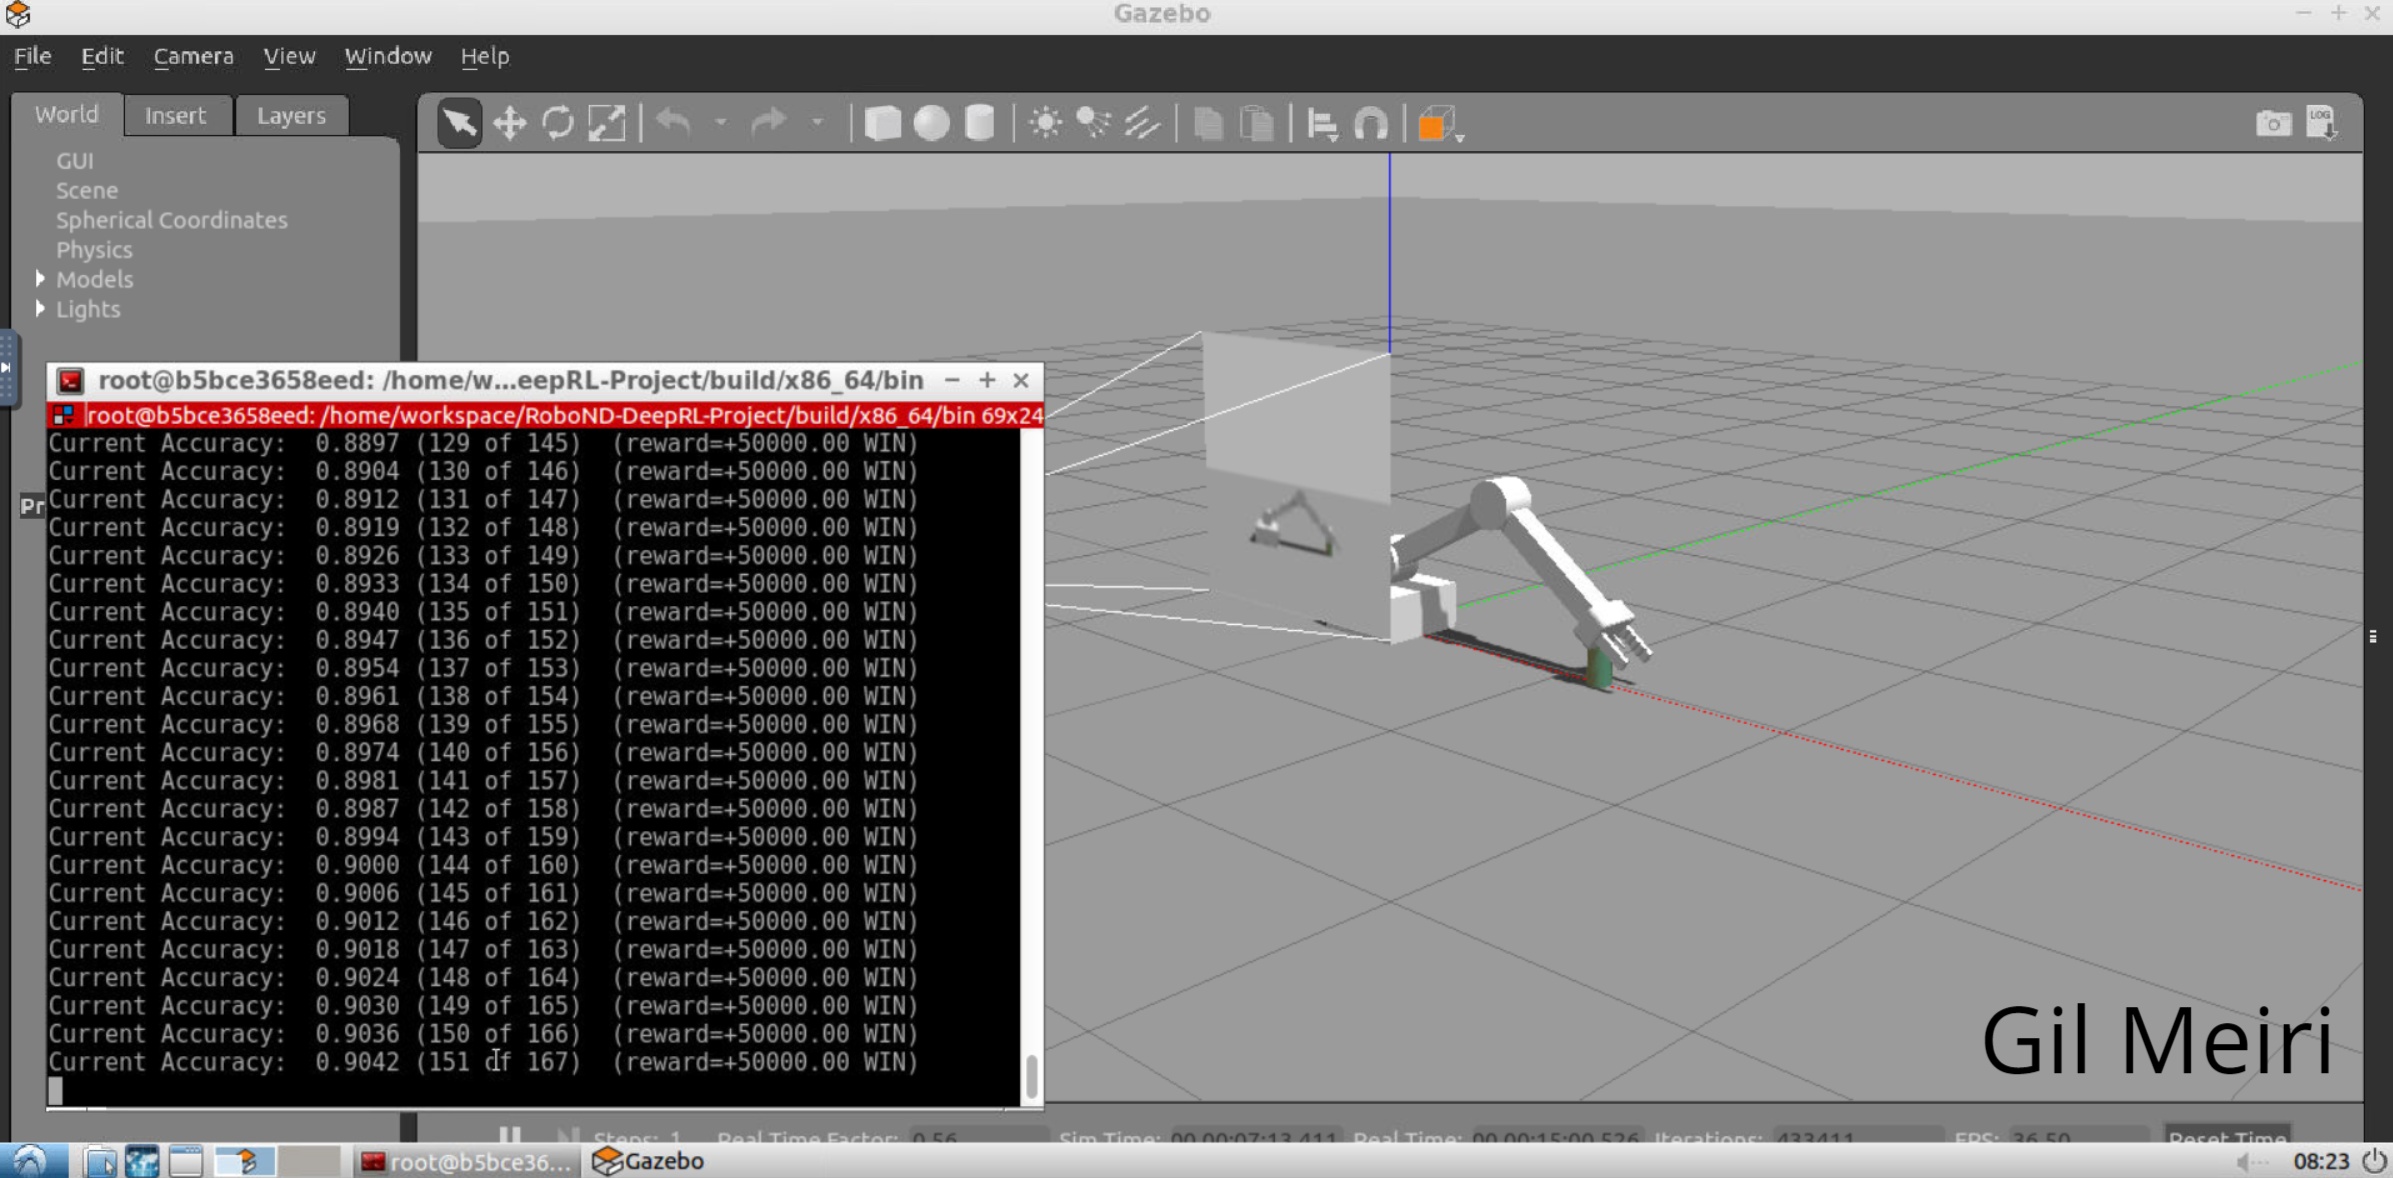 Gazebo
File Edit Camera View Window Help
World Insert Layers
LOG
GUI
Scene
Spherical Coordinates
Physics
Models
Lights
root@b5bce3658eed: /home/w...eepRL-Project/build/x86_64/bin
root@b5bce3658eed: /home/workspace/RoboND-DeepRL-Project/build/x86_64/bin 69x24
Pr
Current Accuracy: 0.8897 (129 of 145) (reward=+50000.00 WIN)
Current Accuracy: 0.8904 (130 of 146) (reward=+50000.00 WIN)
Current Accuracy: 0.8912 (131 of 147) (reward=+50000.00 WIN)
Current Accuracy: 0.8919 (132 of 148) (reward=+50000.00 WIN)
Current Accuracy: 0.8926 (133 of 149) (reward=+50000.00 WIN)
Current Accuracy: 0.8933 (134 of 150) (reward=+50000.00 WIN)
Current Accuracy: 0.8940 (135 of 151) (reward=+50000.00 WIN)
Current Accuracy: 0.8947 (136 of 152) (reward=+50000.00 WIN)
Current Accuracy: 0.8954 (137 of 153) (reward=+50000.00 WIN)
Current Accuracy: 0.8961 (138 of 154) (reward=+50000.00 WIN)
Current Accuracy: 0.8968 (139 of 155) (reward=+50000.00 WIN)
Current Accuracy: 0.8974 (140 of 156) (reward=+50000.00 WIN)
Current Accuracy: 0.8981 (141 of 157) (reward=+50000.00 WIN)
Current Accuracy: 0.8987 (142 of 158) (reward=+50000.00 WIN)
Current Accuracy: 0.8994 (143 of 159) (reward=+50000.00 WIN)
Current Accuracy: 0.9000 (144 of 160) (reward=+50000.00 WIN)
Current Accuracy: 0.9006 (145 of 161) (reward=+50000.00 WIN)
Current Accuracy: 0.9012 (146 of 162) (reward=+50000.00 WIN)
Current Accuracy: 0.9018 (147 of 163) (reward=+50000.00 WIN)
Current Accuracy: 0.9024 (148 of 164) (reward=+50000.00 WIN)
Current Accuracy: 0.9030 (149 of 165) (reward=+50000.00 WIN)
Current Accuracy: 0.9036 (150 of 166) (reward=+50000.00 WIN)
Current Accuracy: 0.9042 (151 of 167) (reward=+50000.00 WIN)
Gil Meiri
Steps: 1 Real Time Factor: 0.56 Sim Time: 00 00:07:13.411 Real Time: 00 00:15:00.526 Iterations: 433411 FPS: 36.50 Reset Time
root@b5bce36... Gazebo 08:23